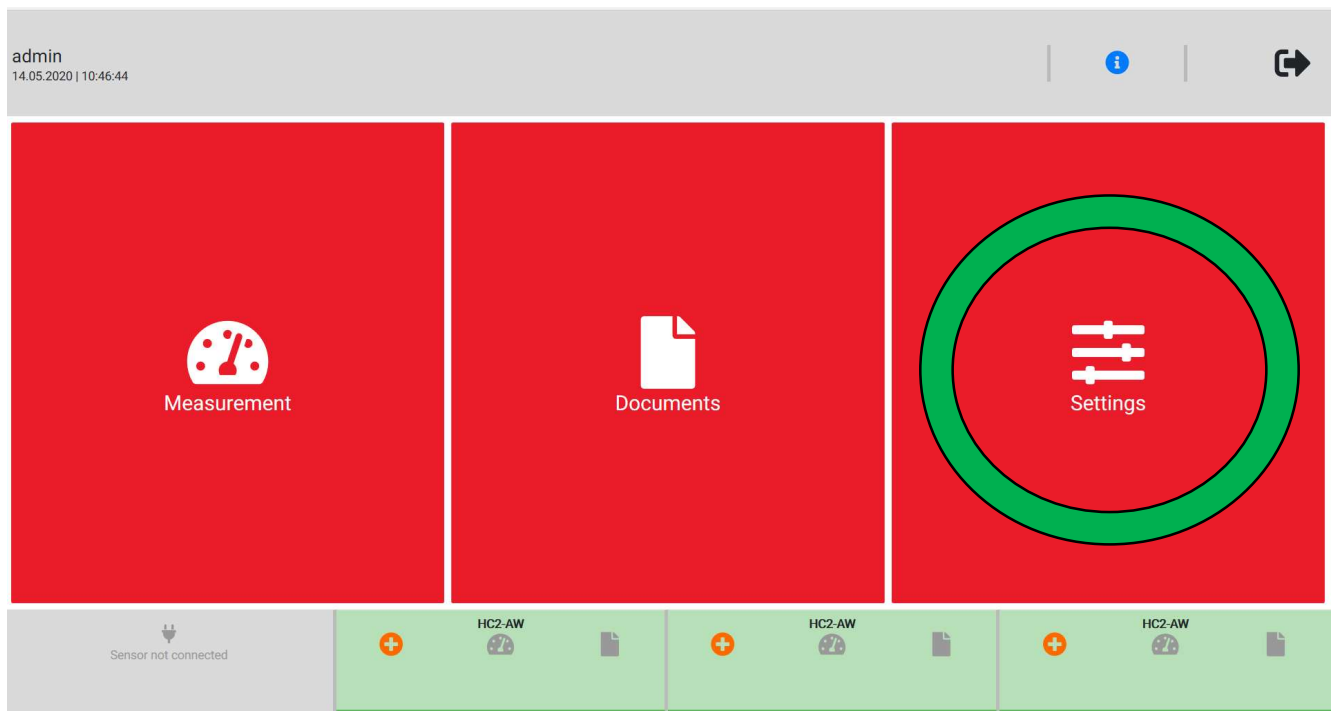 admin
14.05.2020 | 10:46:44
Measurement
Documents
Settings
Sensor not connected
HC2-AW
HC2-AW
HC2-AW